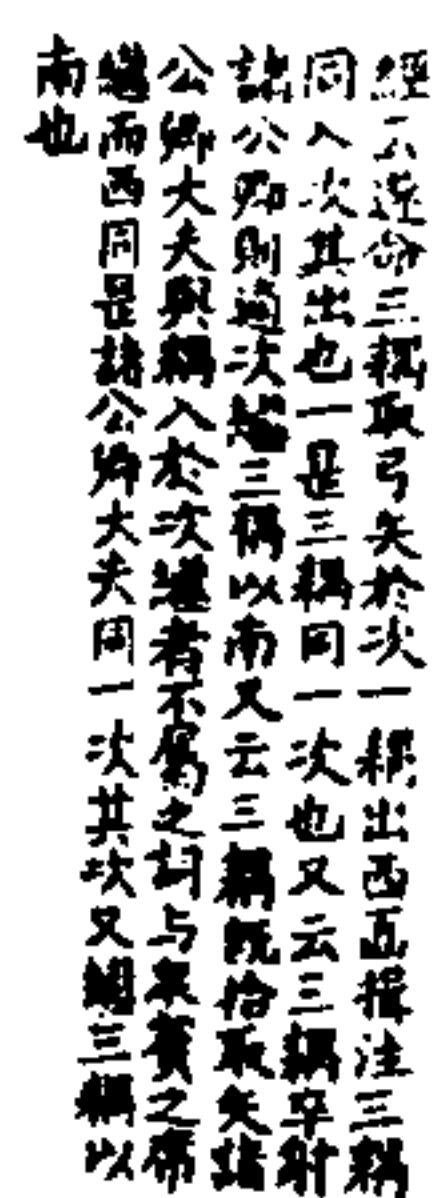 經云遂命三耦取弓矢於次一耦出西面揖注三耦
同入次其出也一是三耦同一次也又云三耦卒射
諸公卿則適次繼三耦以南又云三耦既拾取矢諸
公卿大夫與耦入於次繼者不屬之詞与衆賓之席
繼而西同是諸公卿大夫同一次其次又繼三耦以
南也